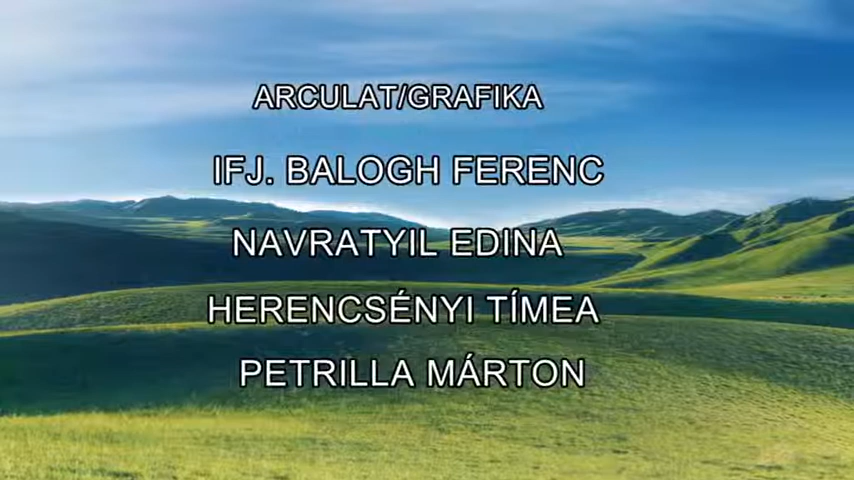 ARCULAT/GRAFIKA
IFJ. BALOGH FERENC
NAVRATYIL EDINA
HERENCSÉNYI TÍMEA
PETRILLA MÁRTON